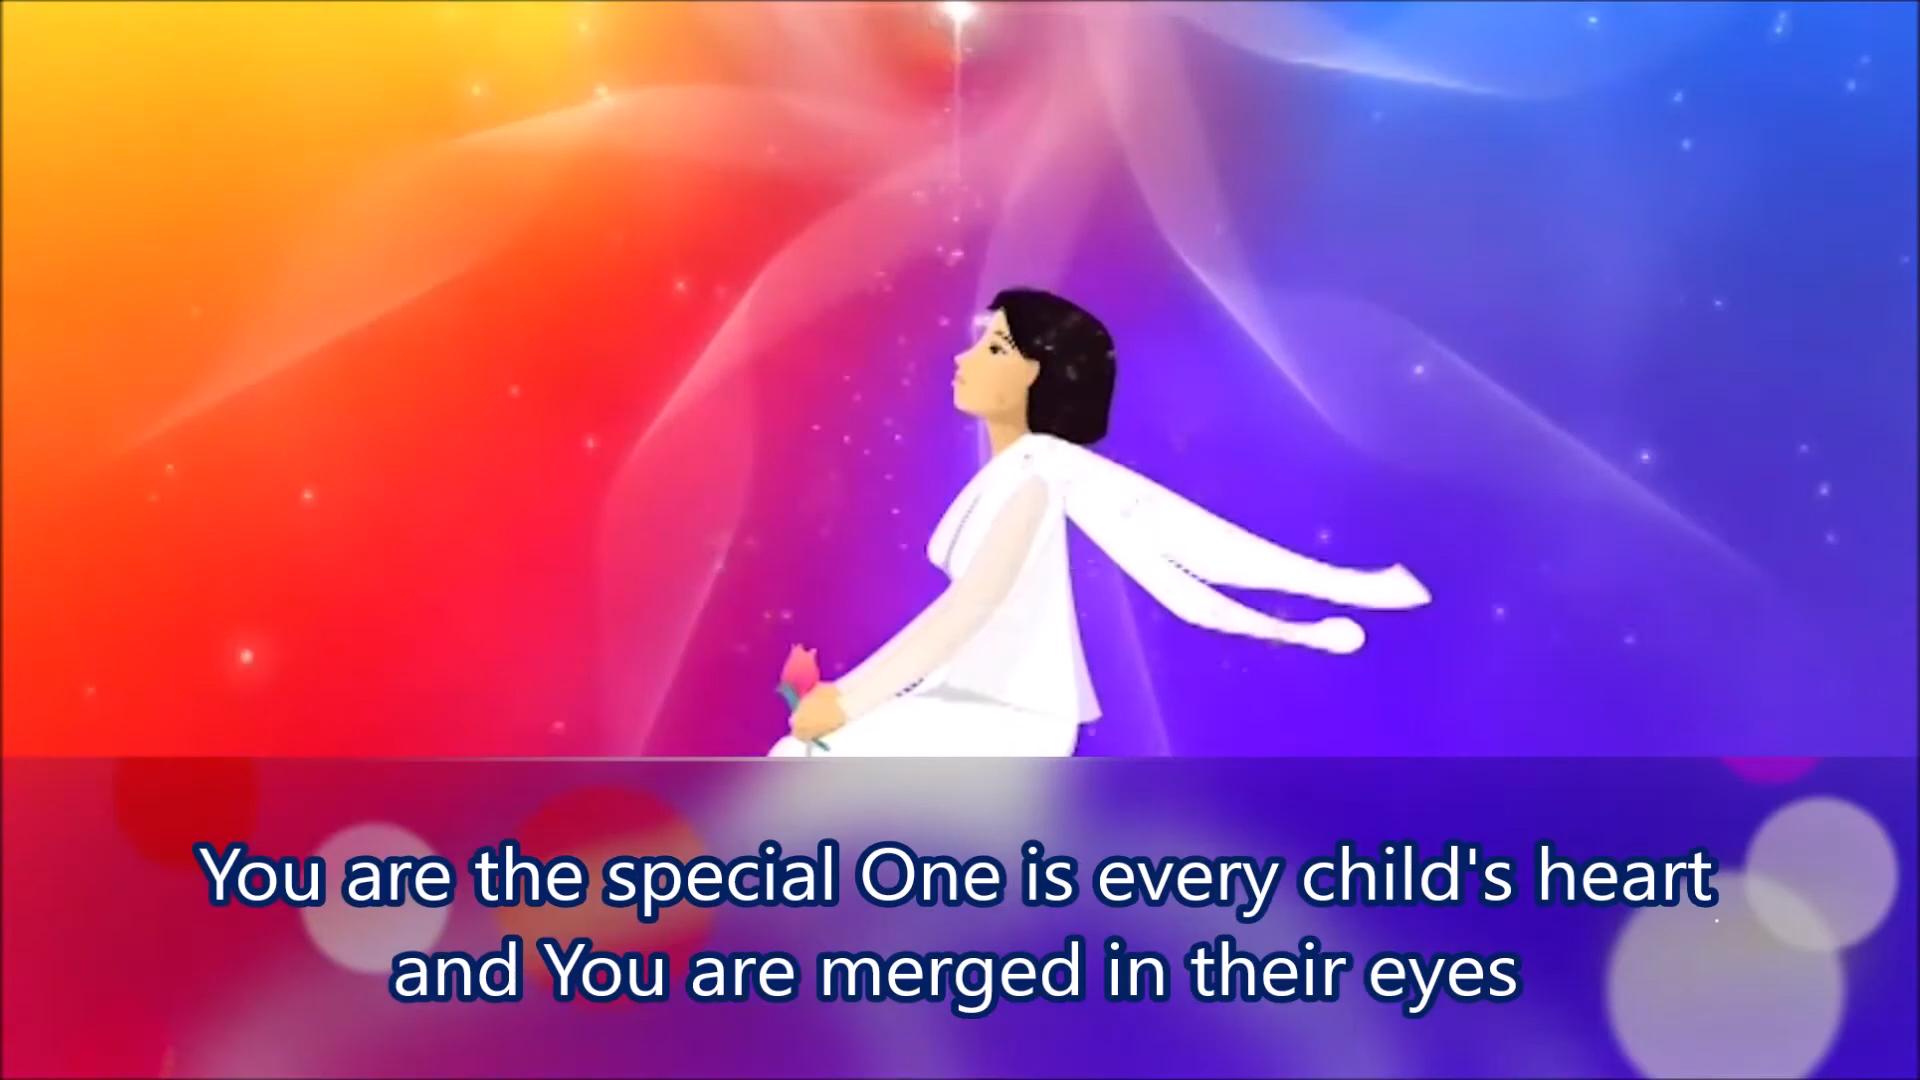 You are the special One is every child's heart
and You are merged in their eyes